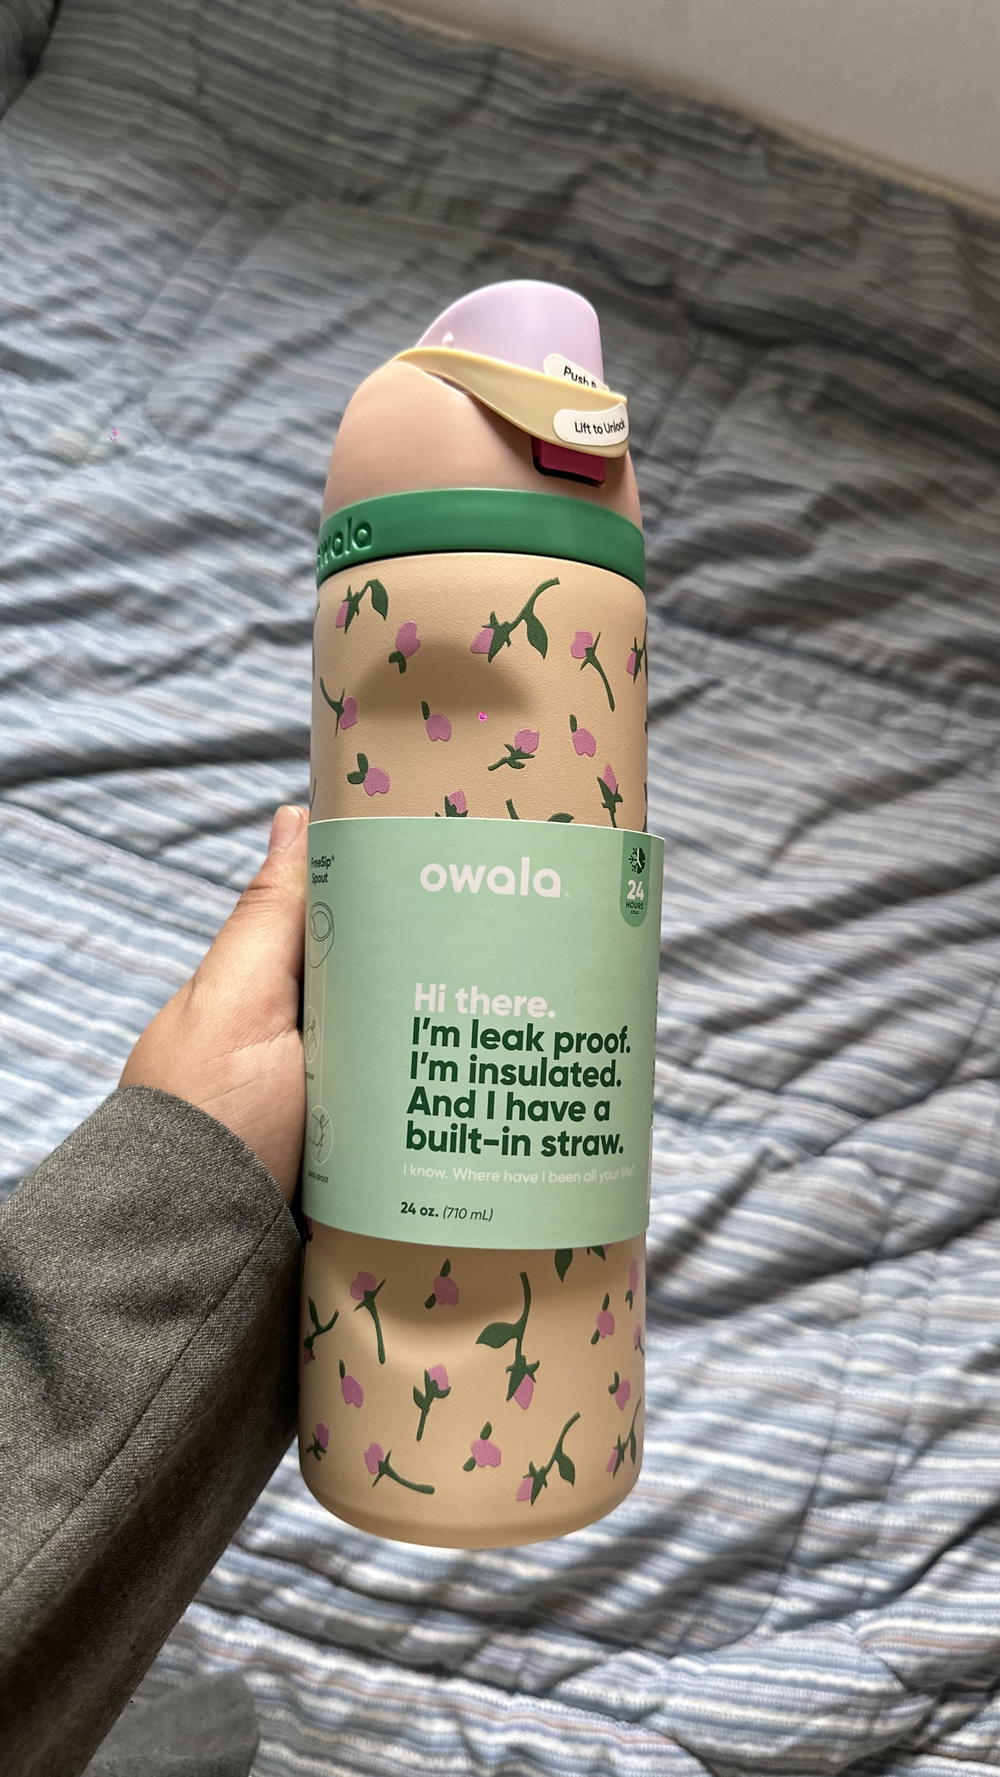 Push
Lift to Unlock
owala
FreeSip®
Spout
owala
24
HOURS
COLD
Hi there.
I'm leak proof.
I'm insulated.
And I have a
built-in straw.
I know. Where have I been all your life?
24 oz. (710 mL)